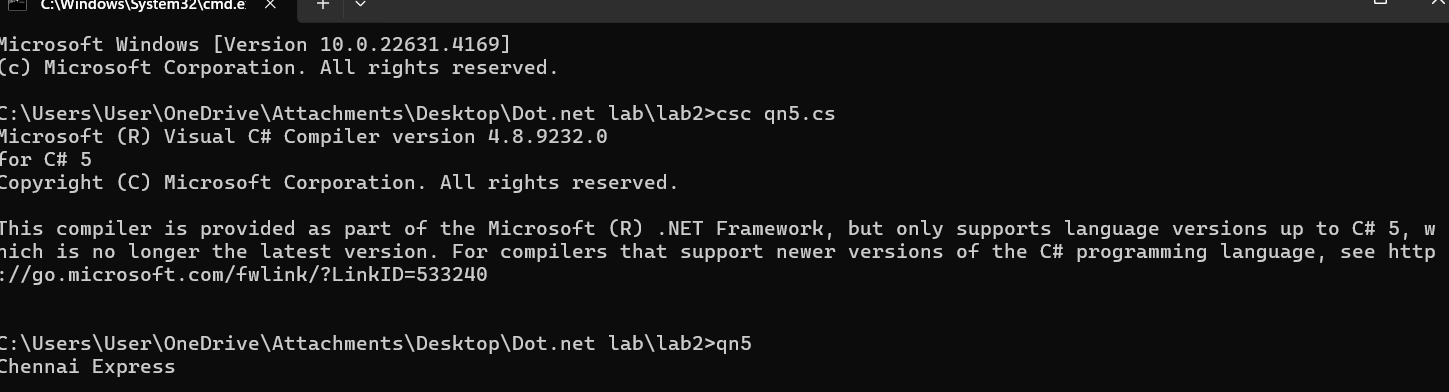 C:\Windows\System32\cmd.e
Microsoft Windows [Version 10.0.22631.4169]
(c) Microsoft Corporation. All rights reserved.
C:\Users\User\OneDrive\Attachments\Desktop\Dot.net lab\lab2>csc qn5.cs
Microsoft (R) Visual C# Compiler version 4.8.9232.0
for C# 5
Copyright (C) Microsoft Corporation. All rights reserved.
This compiler is provided as part of the Microsoft (R) .NET Framework, but only supports language versions up to C# 5, w
hich is no longer the latest version. For compilers that support newer versions of the C# programming language, see http
://go.microsoft.com/fwlink/?LinkID=533240
C:\Users\User\OneDrive\Attachments\Desktop\Dot.net lab\lab2>qn5
Chennai Express